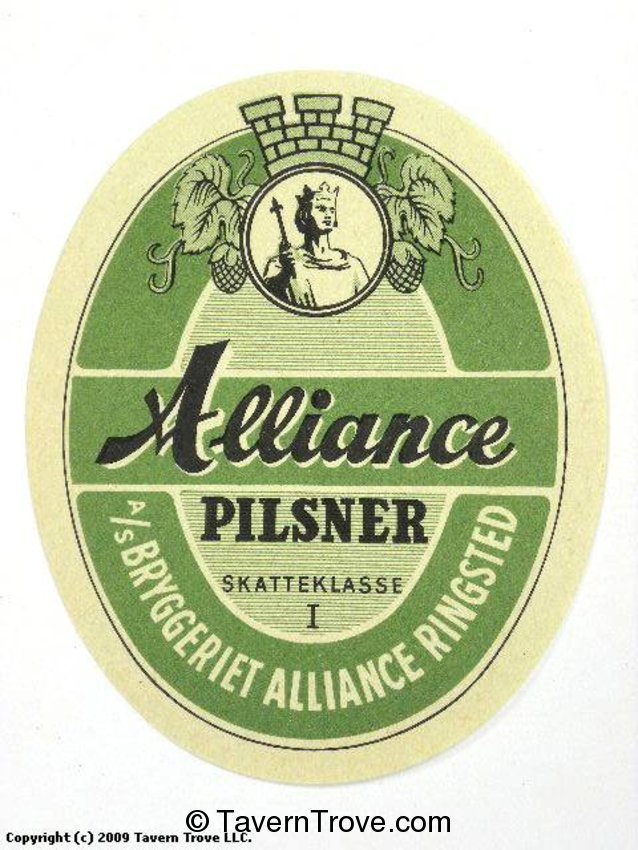 Alliance
PILSNER
SKATTEKLASSE
I
A/S BRYGGERIET ALLIANCE RINGSTED
© TavernTrove.com
Copyright (c) 2009 Tavern Trove LLC.